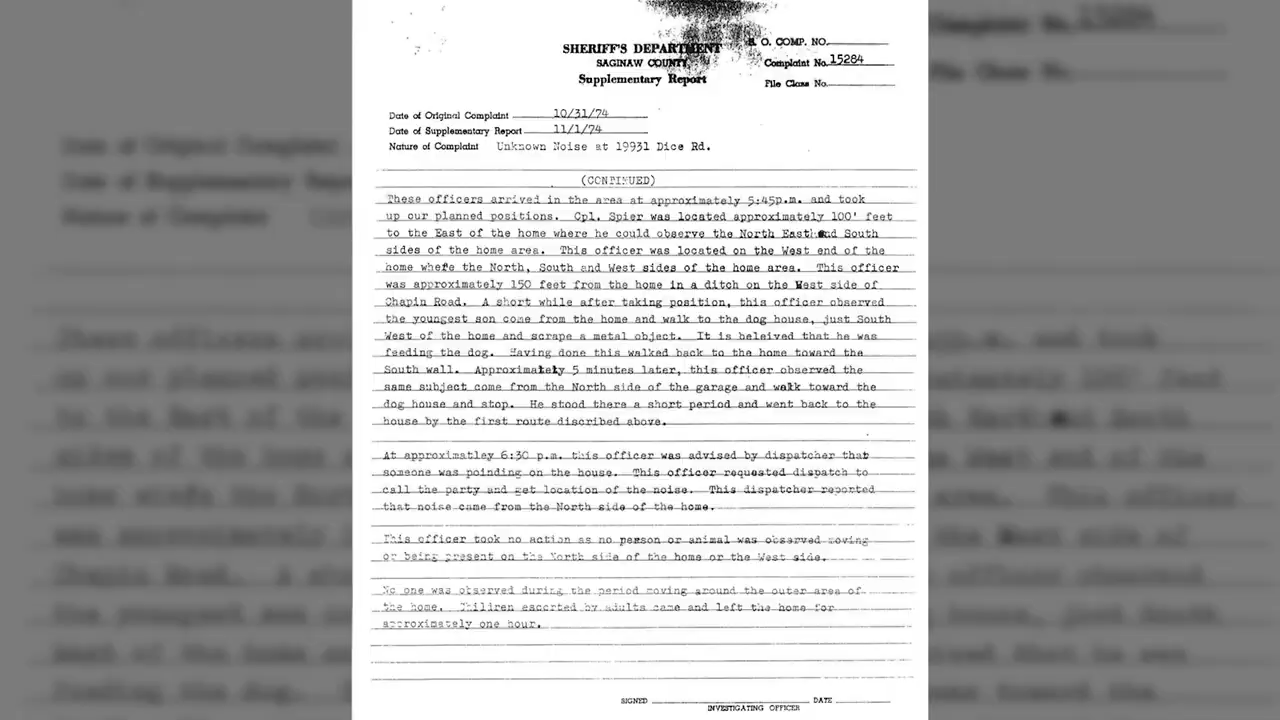 SHERIFF'S DEPARTMENT
SAGINAW COUNTY
Supplementary Report
S. O. COMP. NO.
Complaint No. 15284
File Class No.
Date of Original Complaint 10/31/74
Date of Supplementary Report 11/1/74
Nature of Complaint Unknown Noise at 19931 Dice Rd.
(CONTINUED)
These officers arrived in the area at approximately 5:45p.m. and took
up our planned positions. Cpl. Spier was located approximately 100' feet
to the East of the home where he could observe the North East and South
sides of the home area. This officer was located on the West end of the
home where the North, South and West sides of the home area. This officer
was approximately 150 feet from the home in a ditch on the West side of
Chapin Road. A short while after taking position, this officer observed
the youngest son come from the home and walk to the dog house, just South
West of the home and scrape a metal object. It is beleived that he was
feeding the dog. Having done this walked back to the home toward the
South wall. Approximately 5 minutes later, this officer observed the
same subject come from the North side of the garage and walk toward the
dog house and stop. He stood there a short period and went back to the
house by the first route discribed above.
At approximatley 6:30 p.m. this officer was advised by dispatcher that
someone was poinding on the house. This officer requested dispatch to
call the party and get location of the noise. This dispatcher reported
that noise came from the North side of the home.
This officer took no action as no person or animal was observed moving
or being present on the North side of the home or the West side.
No one was observed during the period moving around the outer area of
the home. Children escorted by adults came and left the home for
approximately one hour.
SIGNED DATE
INVESTIGATING OFFICER